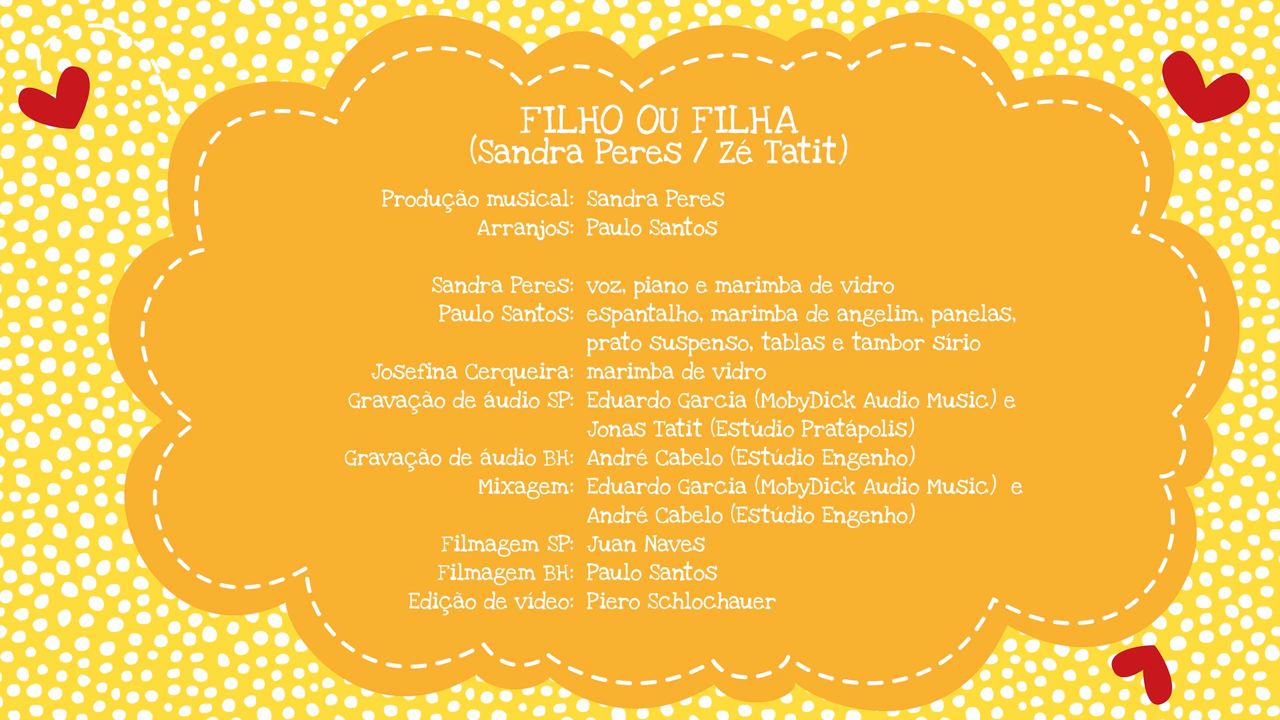 FILHO OU FILHA
(Sandra Peres / Zé Tatit)
Produção musical: Sandra Peres
Arranjos: Paulo Santos
Sandra Peres: voz, piano e marimba de vidro
Paulo Santos: espantalho, marimba de angelim, panelas,
prato suspenso, tablas e tambor sírio
Josefina Cerqueira: marimba de vidro
Gravação de áudio SP: Eduardo Garcia (MobyDick Audio Music) e
Jonas Tatit (Estúdio Pratápolis)
Gravação de áudio BH: André Cabelo (Estúdio Engenho)
Mixagem: Eduardo Garcia (MobyDick Audio Music) e
André Cabelo (Estúdio Engenho)
Filmagem SP: Juan Naves
Filmagem BH: Paulo Santos
Edição de vídeo: Piero Schlochauer